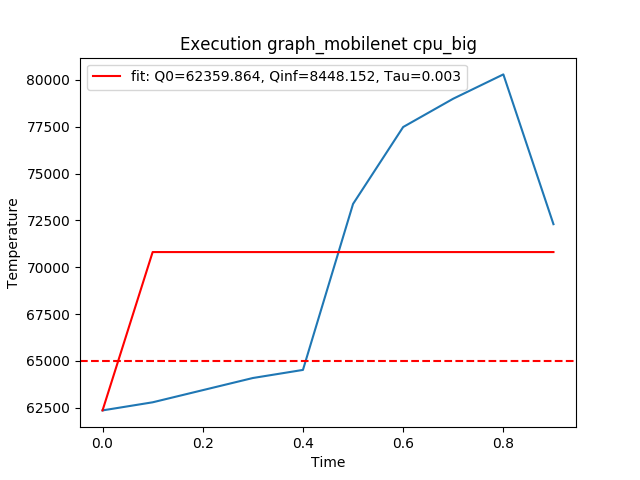 Execution graph_mobilenet cpu_big
fit: Q0=62359.864, Qinf=8448.152, Tau=0.003
80000
77500
75000
72500
70000
67500
65000
62500
Temperature
0.0 0.2 0.4 0.6 0.8
Time